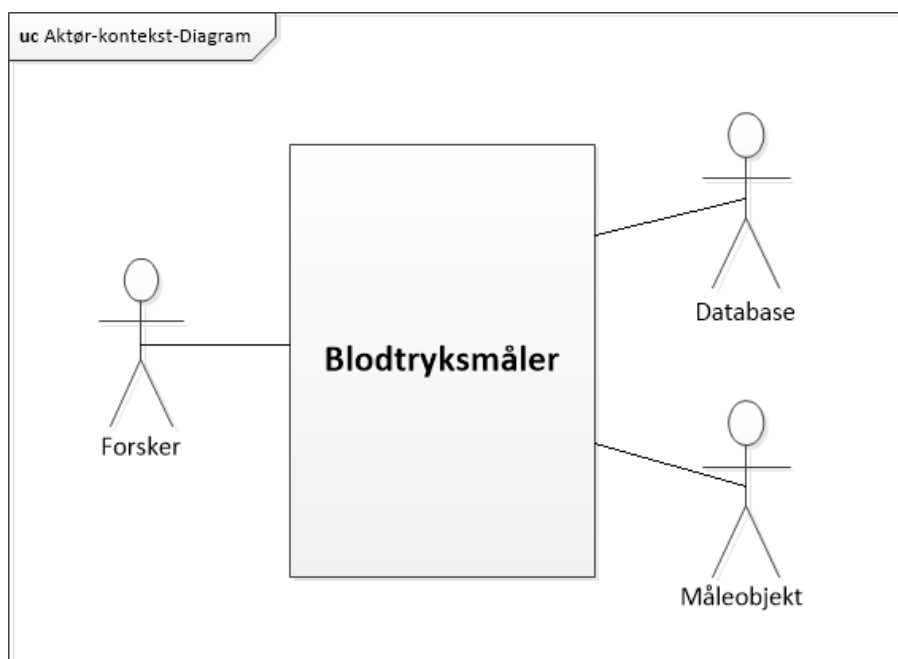 uc Aktør-kontekst-Diagram
Database
Blodtryksmåler
Forsker
Måleobjekt